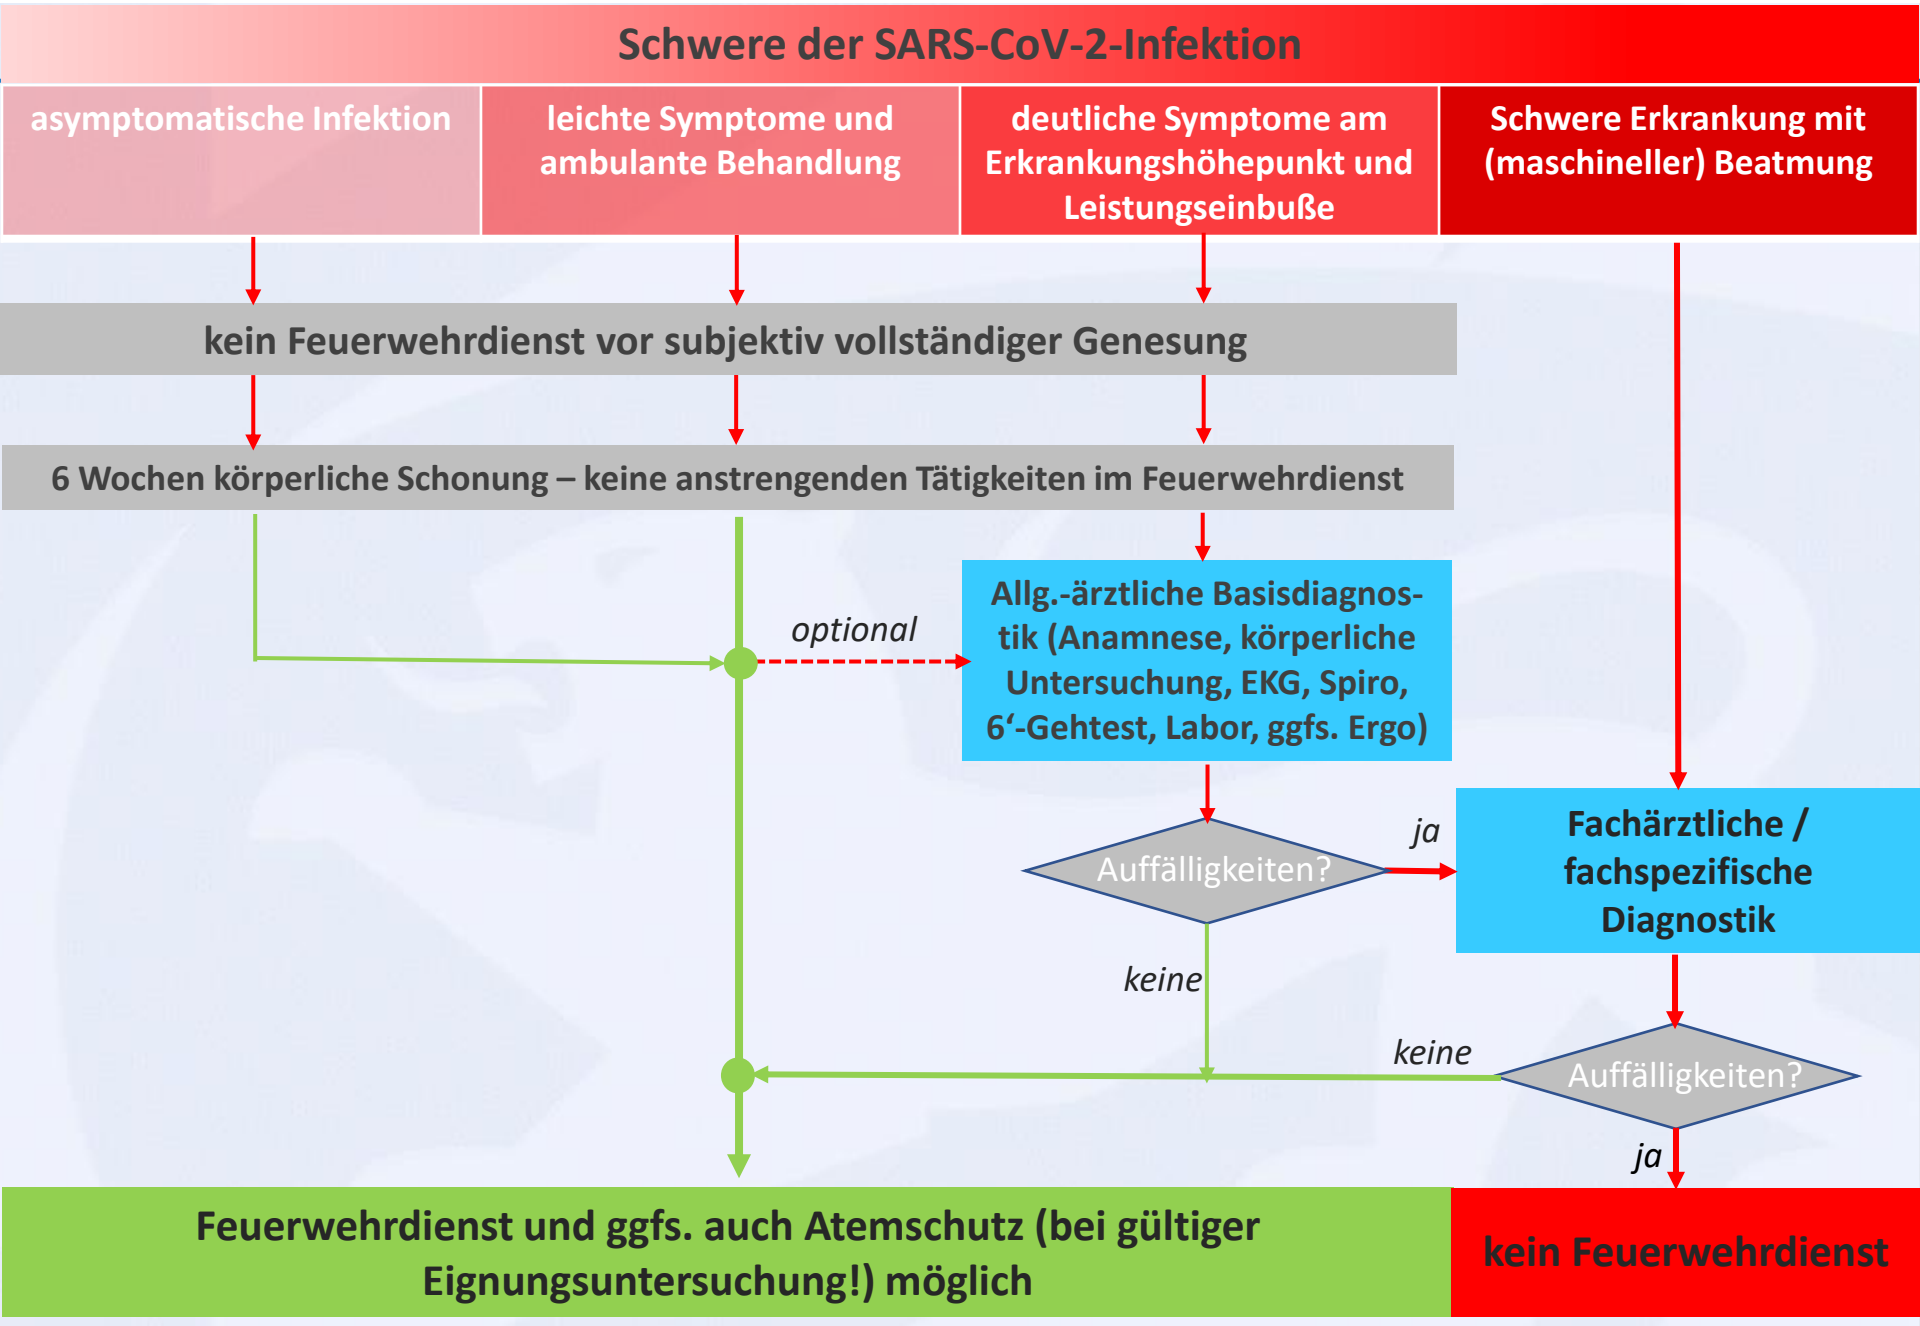 Schwere der SARS-CoV-2-Infektion
asymptomatische Infektion
leichte Symptome und
ambulante Behandlung
deutliche Symptome am
Erkrankungshöhepunkt und
Leistungseinbuße
Schwere Erkrankung mit
(maschineller) Beatmung
kein Feuerwehrdienst vor subjektiv vollständiger Genesung
6 Wochen körperliche Schonung – keine anstrengenden Tätigkeiten im Feuerwehrdienst
optional
Allg.-ärztliche Basisdiagnos-
tik (Anamnese, körperliche
Untersuchung, EKG, Spiro,
6‘-Gehtest, Labor, ggfs. Ergo)
Auffälligkeiten?
ja
Fachärztliche /
fachspezifische
Diagnostik
keine
keine
Auffälligkeiten?
ja
Feuerwehrdienst und ggfs. auch Atemschutz (bei gültiger
Eignungsuntersuchung!) möglich
kein Feuerwehrdienst